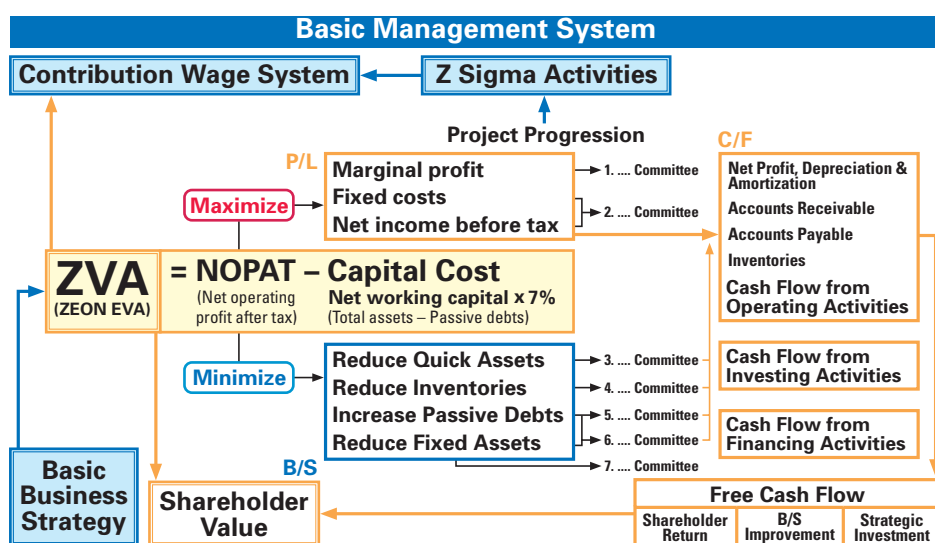 Basic Management System
Contribution Wage System
Z Sigma Activities
Project Progression
P/L
C/F
Marginal profit
Fixed costs
Net income before tax
1. .... Committee
2. .... Committee
Net Profit, Depreciation &
Amortization
Accounts Receivable
Accounts Payable
Inventories
Cash Flow from
Operating Activities
Maximize
ZVA
(ZEON EVA)
= NOPAT – Capital Cost
(Net operating
profit after tax)
Net working capital x 7%
(Total assets – Passive debts)
Minimize
Reduce Quick Assets
Reduce Inventories
Increase Passive Debts
Reduce Fixed Assets
3. .... Committee
4. .... Committee
5. .... Committee
6. .... Committee
7. .... Committee
Cash Flow from
Investing Activities
Cash Flow from
Financing Activities
B/S
Basic
Business
Strategy
Shareholder
Value
Free Cash Flow
Shareholder
Return
B/S
Improvement
Strategic
Investment